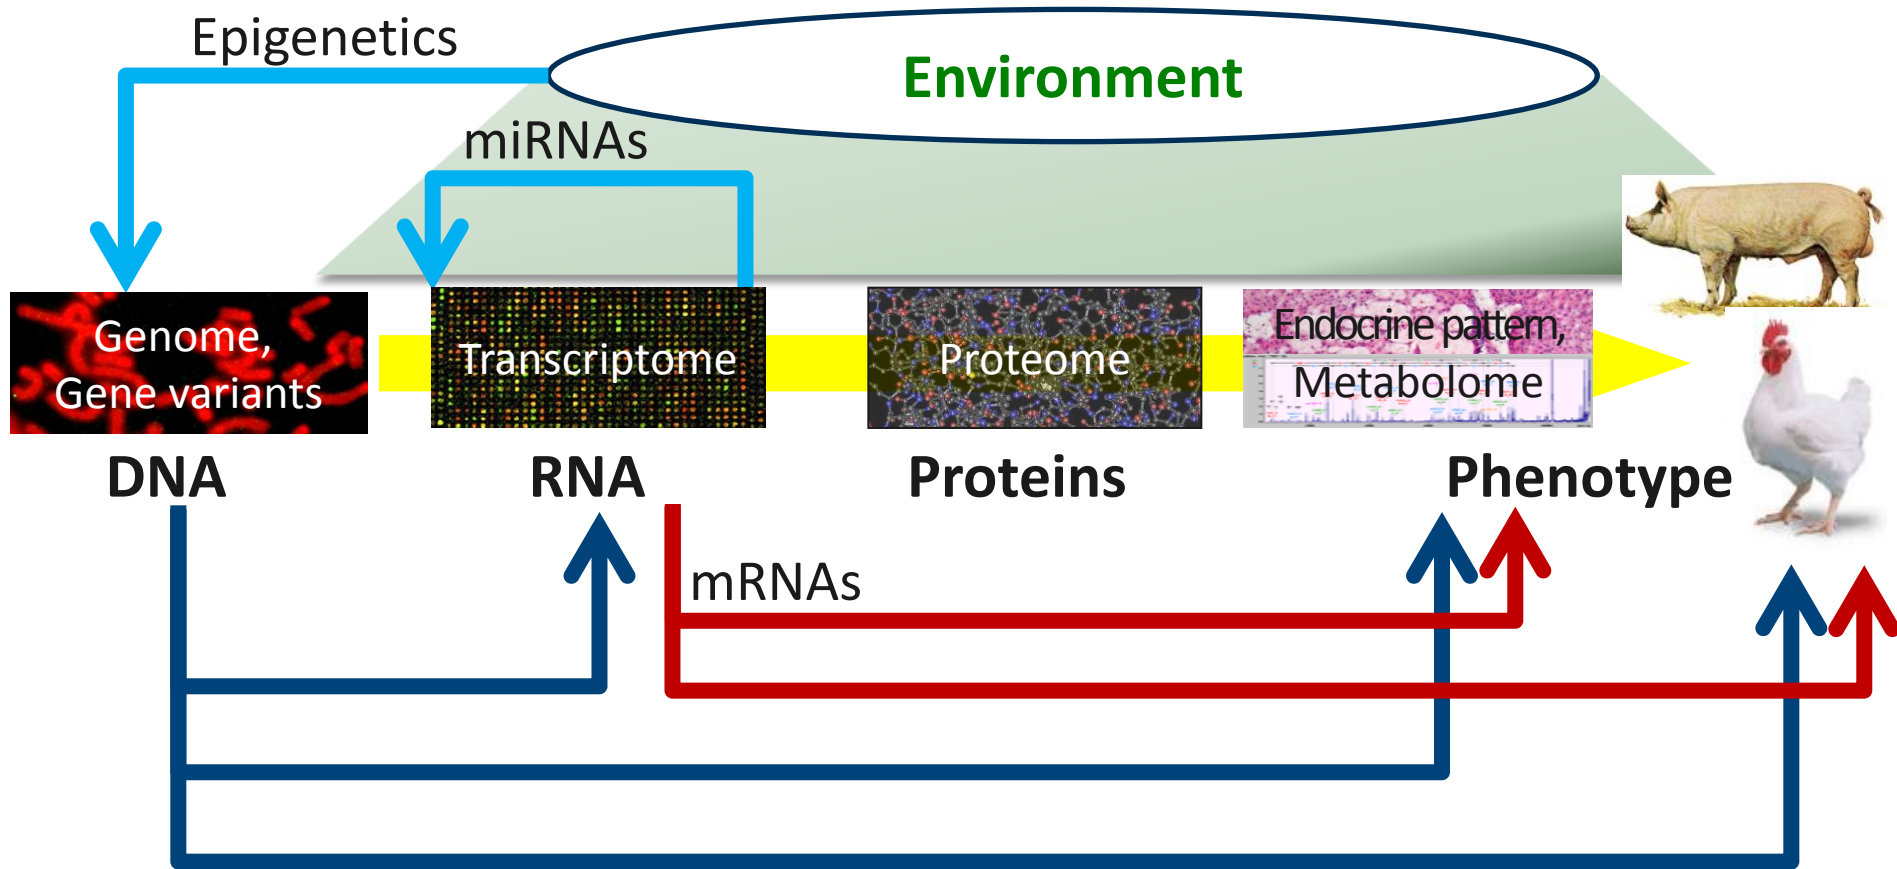 Epigenetics
Environment
miRNAs
Genome,
Gene variants
Transcriptome
Proteome
Endocrine pattern,
Metabolome
DNA
RNA
Proteins
Phenotype
mRNAs